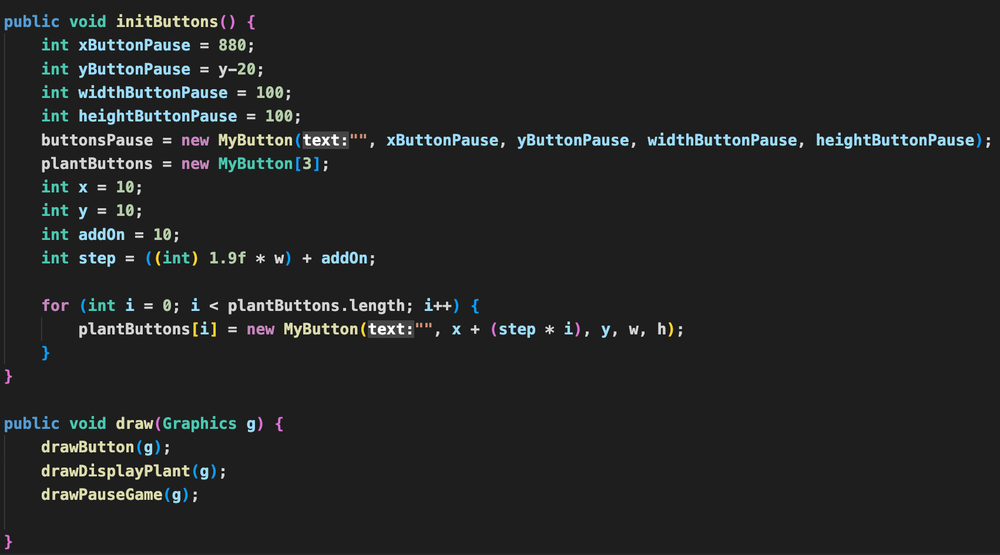 public void initButtons() {
    int xButtonPause = 880;
    int yButtonPause = y-20;
    int widthButtonPause = 100;
    int heightButtonPause = 100;
    buttonsPause = new MyButton(text:"", xButtonPause, yButtonPause, widthButtonPause, heightButtonPause);
    plantButtons = new MyButton[3];
    int x = 10;
    int y = 10;
    int addOn = 10;
    int step = ((int) 1.9f * w) + addOn;

    for (int i = 0; i < plantButtons.length; i++) {
        plantButtons[i] = new MyButton(text:"", x + (step * i), y, w, h);
    }
}

public void draw(Graphics g) {
    drawButton(g);
    drawDisplayPlant(g);
    drawPauseGame(g);

}